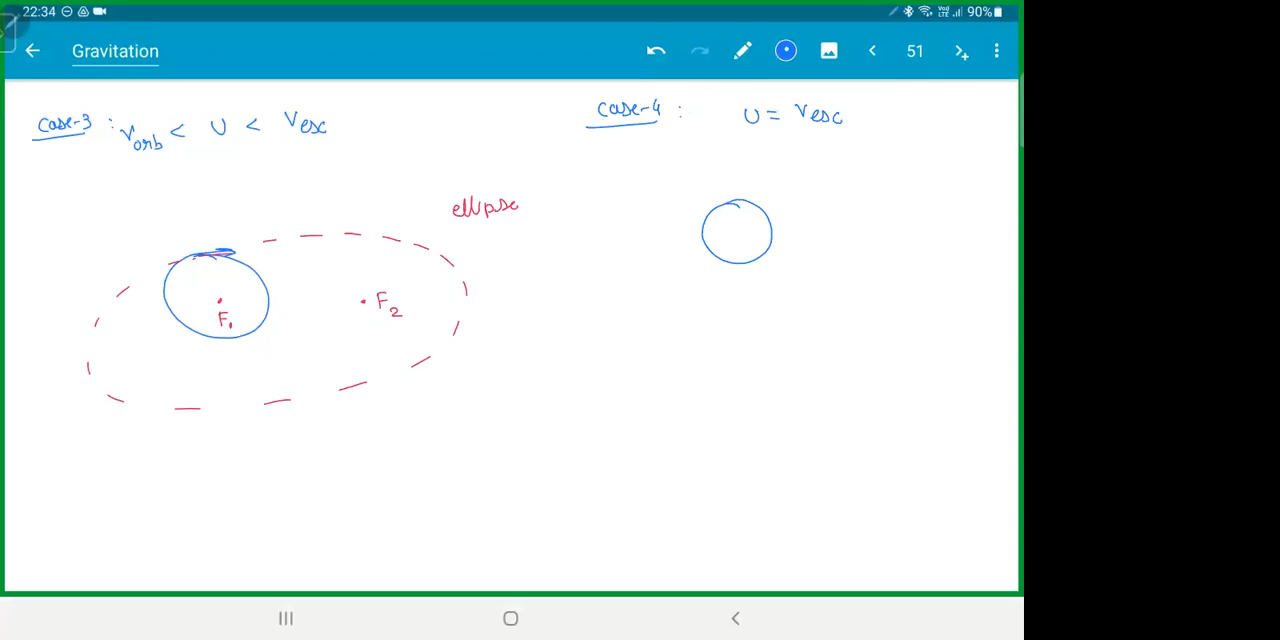 22:34
90%
Gravitation
51
case-3 : Vorb < U < Vesc
case-4 : U = Vesc
ellipse
F1
F2